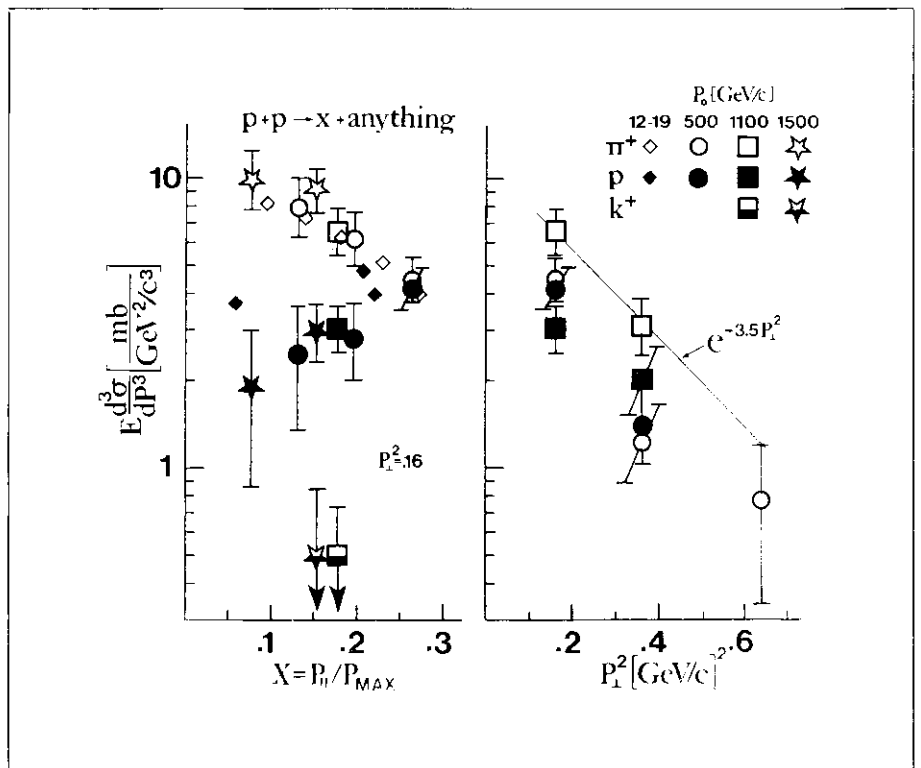 P₀[GeV/c]
p+p→x+anything
12-19 500 1100 1500
π⁺
p
k⁺
10
1
E d³σ/dP³ [mb/GeV²/c³]
P⊥²=.16
e^-3.5P⊥²
.1 .2 .3
X=P∥/PMAX
.2 .4 .6
P⊥²[GeV/c]²